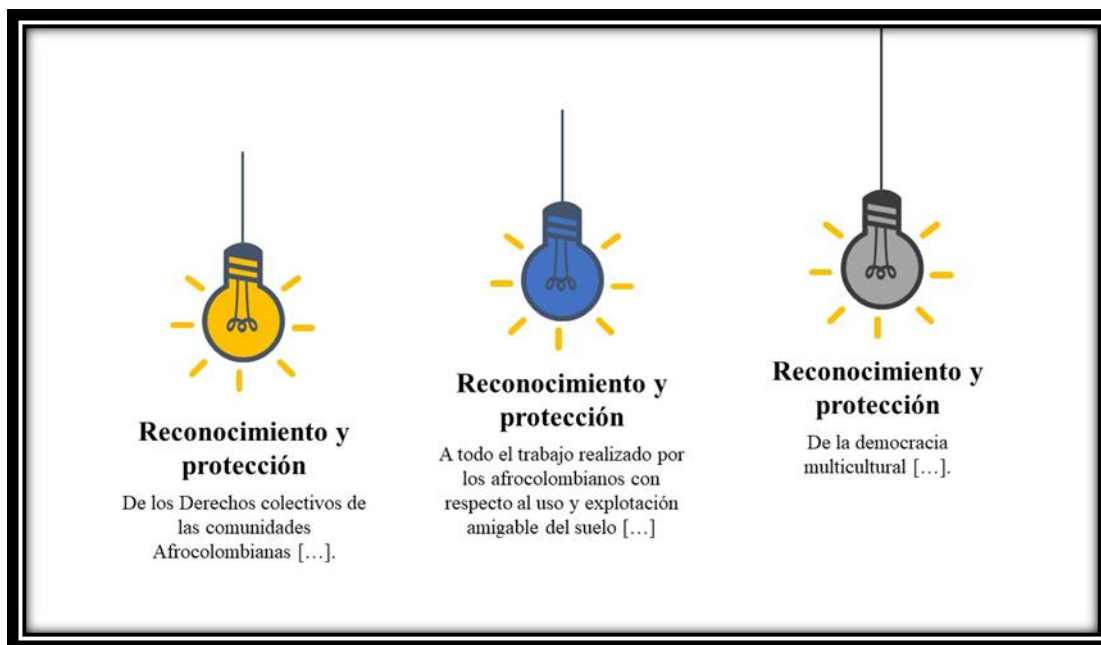 Reconocimiento y
protección
De los Derechos colectivos de
las comunidades
Afrocolombianas […].
Reconocimiento y
protección
A todo el trabajo realizado por
los afrocolombianos con
respecto al uso y explotación
amigable del suelo […]
Reconocimiento y
protección
De la democracia
multicultural […].